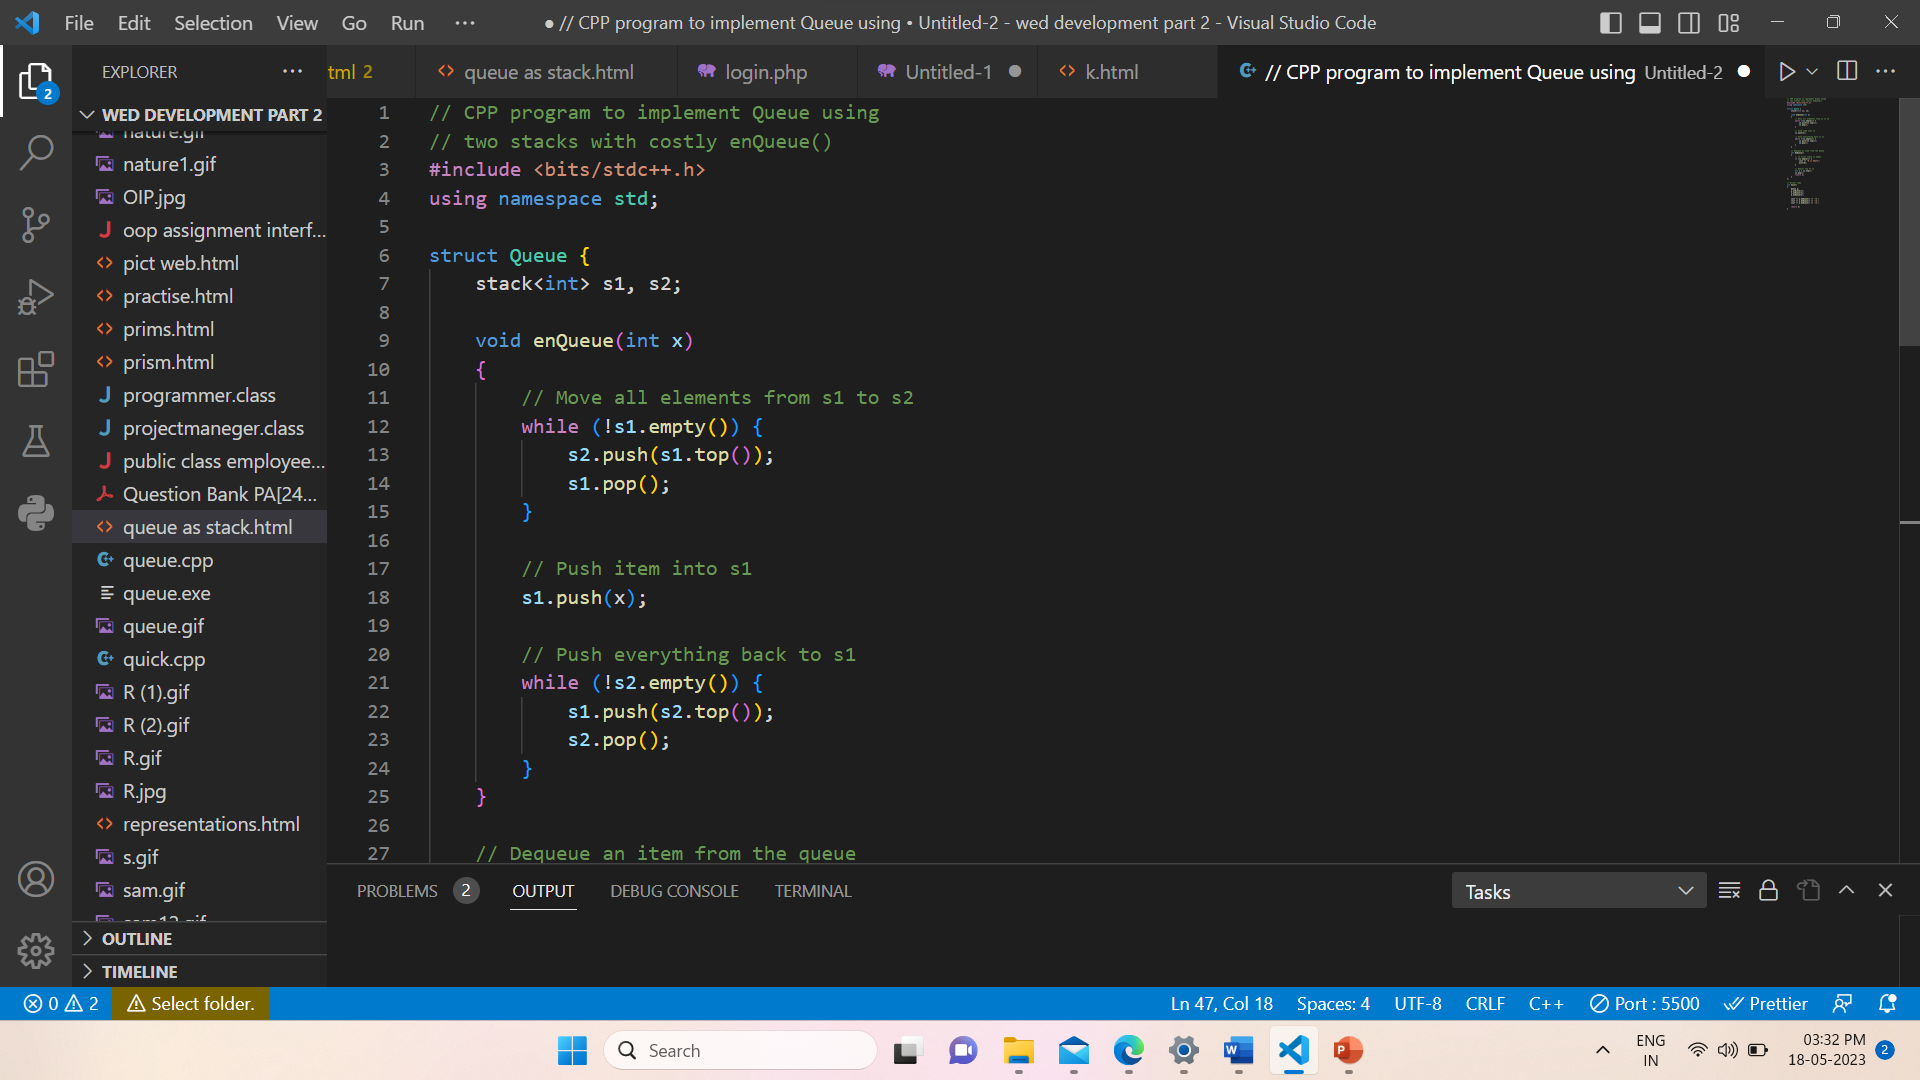 File Edit Selection View Go Run ··· ● // CPP program to implement Queue using • Untitled-2 - wed development part 2 - Visual Studio Code
EXPLORER ··· tml 2 queue as stack.html login.php Untitled-1 k.html // CPP program to implement Queue using Untitled-2
2
WED DEVELOPMENT PART 2
nature.gif
nature1.gif
OIP.jpg
oop assignment interf...
pict web.html
practise.html
prims.html
prism.html
programmer.class
projectmaneger.class
public class employee...
Question Bank PA[24...
queue as stack.html
queue.cpp
queue.exe
queue.gif
quick.cpp
R (1).gif
R (2).gif
R.gif
R.jpg
representations.html
s.gif
sam.gif
sam12.gif
OUTLINE
TIMELINE
1 // CPP program to implement Queue using
2 // two stacks with costly enQueue()
3 #include <bits/stdc++.h>
4 using namespace std;
5
6 struct Queue {
7 stack<int> s1, s2;
8
9 void enQueue(int x)
10 {
11 // Move all elements from s1 to s2
12 while (!s1.empty()) {
13 s2.push(s1.top());
14 s1.pop();
15 }
16
17 // Push item into s1
18 s1.push(x);
19
20 // Push everything back to s1
21 while (!s2.empty()) {
22 s1.push(s2.top());
23 s2.pop();
24 }
25 }
26
27 // Dequeue an item from the queue
PROBLEMS 2 OUTPUT DEBUG CONSOLE TERMINAL Tasks
0 2 Select folder. Ln 47, Col 18 Spaces: 4 UTF-8 CRLF C++ Port : 5500 Prettier
Search
ENG
IN
03:32 PM
18-05-2023
2